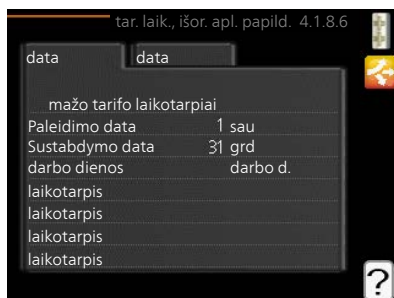 tar. laik., išor. apl. papild. 4.1.8.6
data data
mažo tarifo laikotarpiai
Paleidimo data 1 sau
Sustabdymo data 31 grd
darbo dienos darbo d.
laikotarpis
laikotarpis
laikotarpis
laikotarpis
?